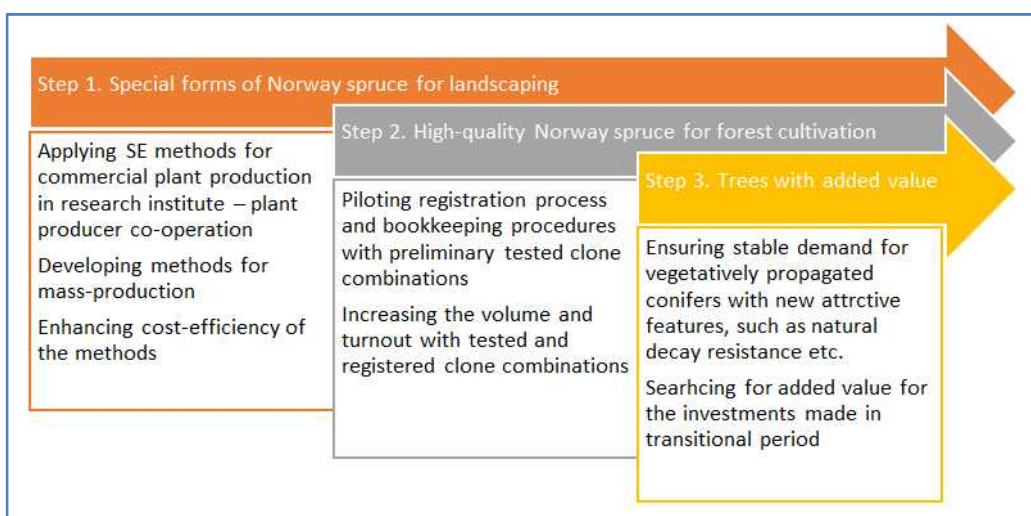 Step 1. Special forms of Norway spruce for landscaping
Applying SE methods for
commercial plant production
in research institute – plant
producer co-operation
Developing methods for
mass-production
Enhancing cost-efficiency of
the methods
Step 2. High-quality Norway spruce for forest cultivation
Piloting registration process
and bookkeeping procedures
with preliminary tested clone
combinations
Increasing the volume and
turnout with tested and
registered clone combinations
Step 3. Trees with added value
Ensuring stable demand for
vegetatively propagated
conifers with new attrctive
features, such as natural
decay resistance etc.
Searhcing for added value for
the investments made in
transitional period